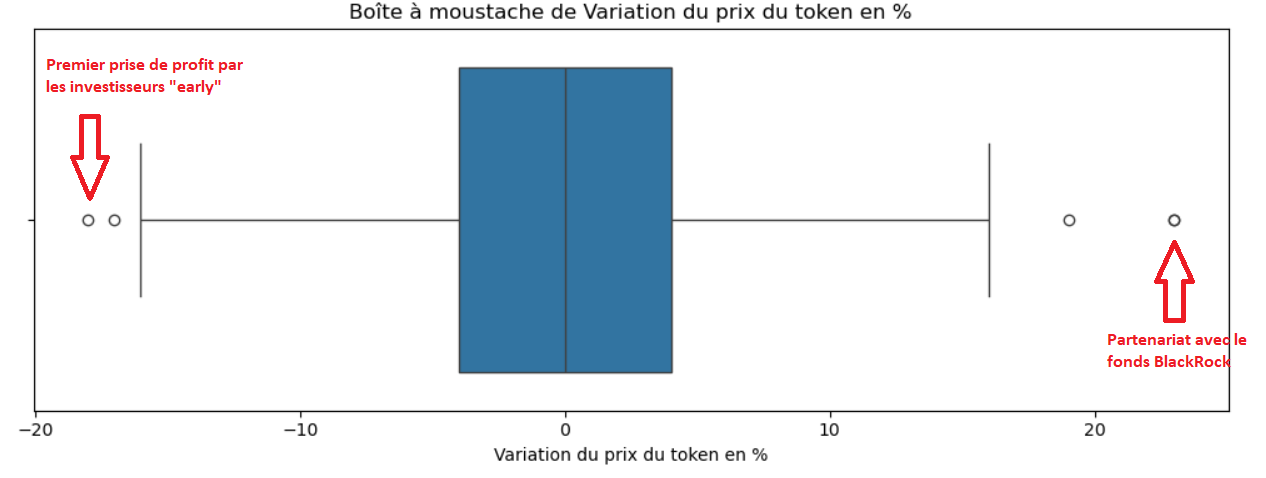 Boîte à moustache de Variation du prix du token en %
Premier prise de profit par
les investisseurs "early"
Partenariat avec le
fonds BlackRock
−20 −10 0 10 20
Variation du prix du token en %